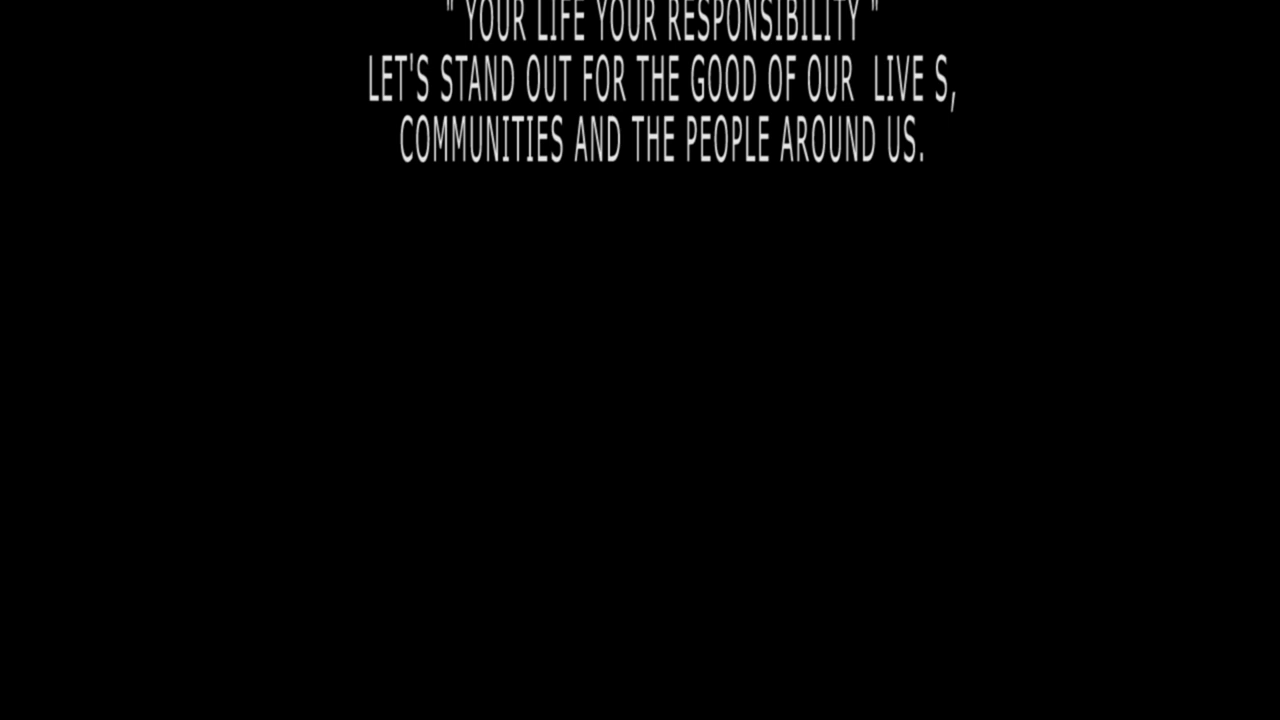 " YOUR LIFE YOUR RESPONSIBILITY "
LET'S STAND OUT FOR THE GOOD OF OUR  LIVE S,
COMMUNITIES AND THE PEOPLE AROUND US.